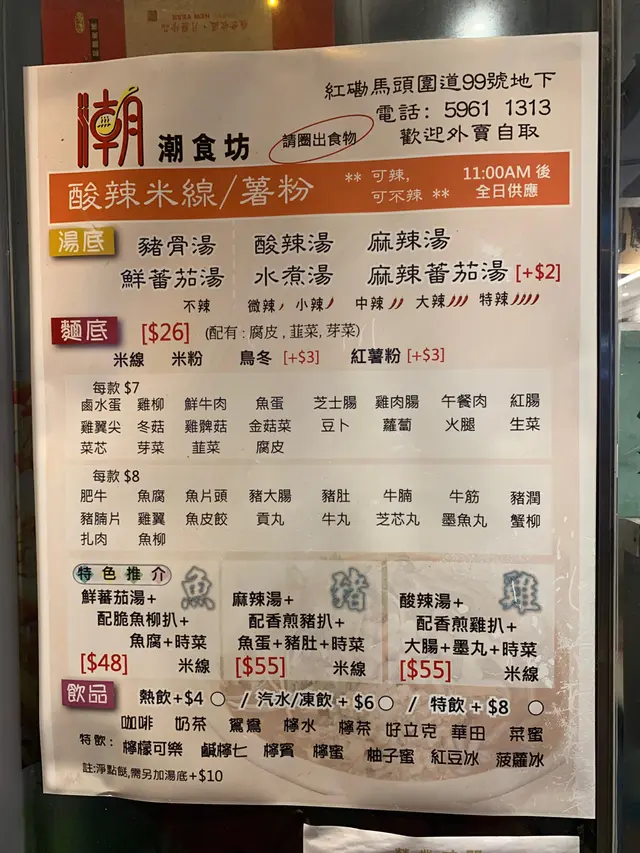 潮
潮食坊
請圈出食物
紅磡馬頭圍道99號地下
電話: 5961 1313
歡迎外賣自取
酸辣米線/薯粉 ** 可辣, 可不辣 ** 11:00AM 後 全日供應
湯底 豬骨湯 酸辣湯 麻辣湯
鮮蕃茄湯 水煮湯 麻辣蕃茄湯 [+$2]
不辣 微辣 小辣 中辣 大辣 特辣
麵底 [$26] (配有:腐皮,韮菜,芽菜)
米線 米粉 烏冬 [+$3] 紅薯粉 [+$3]
每款 $7
鹵水蛋 雞柳 鮮牛肉 魚蛋 芝士腸 雞肉腸 午餐肉 紅腸
雞翼尖 冬菇 雞髀菇 金菇菜 豆卜 蘿蔔 火腿 生菜
菜芯 芽菜 韮菜 腐皮
每款 $8
肥牛 魚腐 魚片頭 豬大腸 豬肚 牛腩 牛筋 豬潤
豬腩片 雞翼 魚皮餃 貢丸 牛丸 芝芯丸 墨魚丸 蟹柳
扎肉 魚柳
特色推介 魚 豬 雞
鮮蕃茄湯+ 麻辣湯+ 酸辣湯+
配脆魚柳扒+ 配香煎豬扒+ 配香煎雞扒+
魚腐+時菜 魚蛋+豬肚+時菜 大腸+墨丸+時菜
[$48] 米線 [$55] 米線 [$55] 米線
飲品 熱飲+$4 / 汽水/凍飲+$6 / 特飲+$8
咖啡 奶茶 鴛鴦 檸水 檸茶 好立克 華田 菜蜜
特飲: 檸檬可樂 鹹檸七 檸賓 檸蜜 柚子蜜 紅豆冰 菠蘿冰
註:淨點餸,需另加湯底+$10